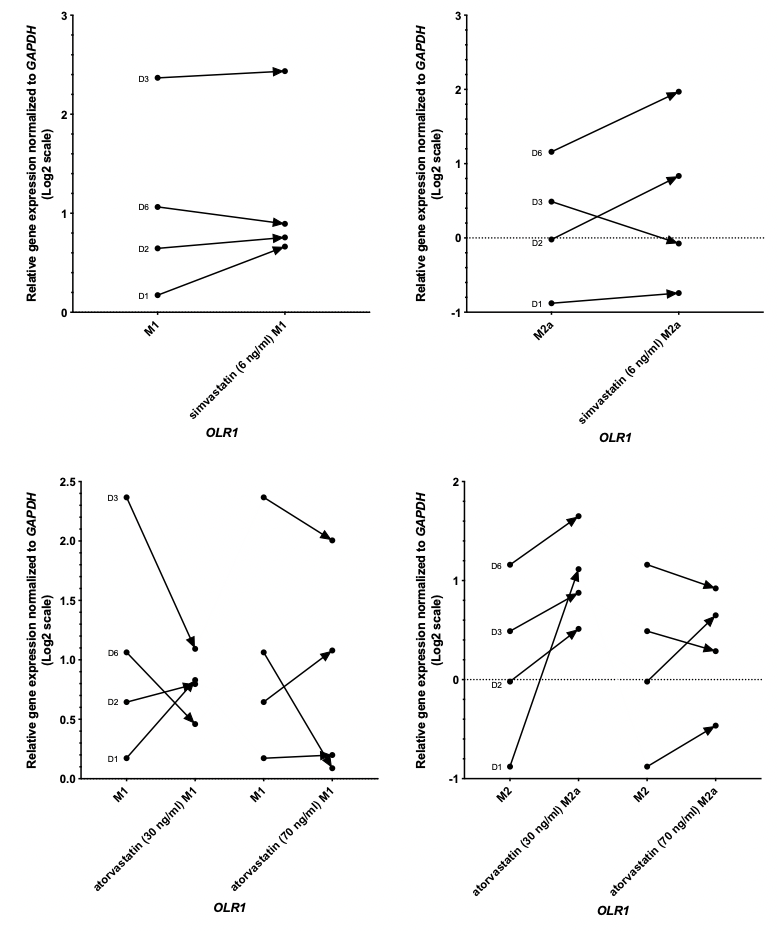 Relative gene expression normalized to GAPDH
(Log2 scale)
3
2
1
0
D3
D6
D2
D1
M1
simvastatin (6 ng/ml) M1
OLR1
Relative gene expression normalized to GAPDH
(Log2 scale)
3
2
1
0
-1
D6
D3
D2
D1
M2a
simvastatin (6 ng/ml) M2a
OLR1
Relative gene expression normalized to GAPDH
(Log2 scale)
2.5
2.0
1.5
1.0
0.5
0.0
D3
D6
D2
D1
M1
atorvastatin (30 ng/ml) M1
M1
atorvastatin (70 ng/ml) M1
OLR1
Relative gene expression normalized to GAPDH
(Log2 scale)
2
1
0
-1
D6
D3
D2
D1
M2
atorvastatin (30 ng/ml) M2a
M2
atorvastatin (70 ng/ml) M2a
OLR1